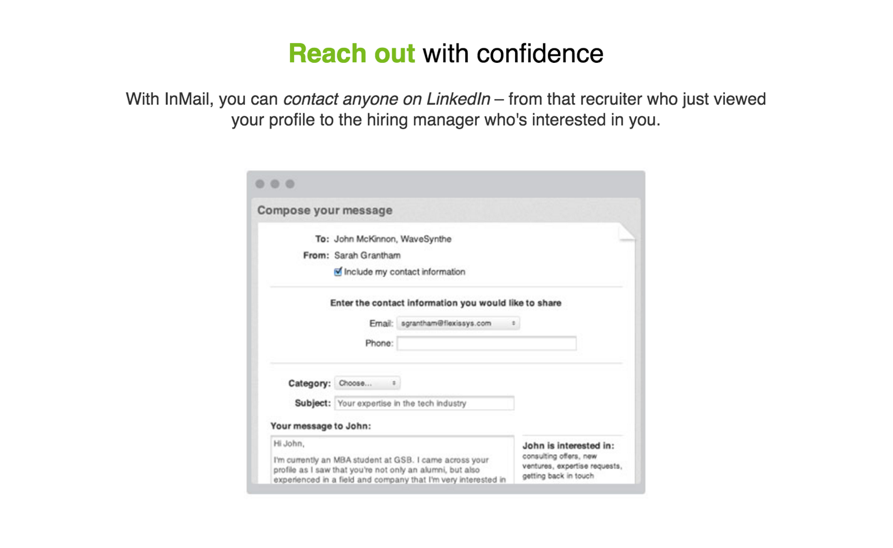 Reach out with confidence
With InMail, you can contact anyone on LinkedIn – from that recruiter who just viewed
your profile to the hiring manager who's interested in you.
Compose your message
To: John McKinnon, WaveSynthe
From: Sarah Grantham
Include my contact information
Enter the contact information you would like to share
Email: sgrantham@flexissys.com
Phone:
Category: Choose...
Subject: Your expertise in the tech industry
Your message to John:
Hi John,
I'm currently an MBA student at GSB. I came across your
profile as I saw that you're not only an alumni, but also
experienced in a field and company that I'm very interested in
John is interested in:
consulting offers, new
ventures, expertise requests,
getting back in touch